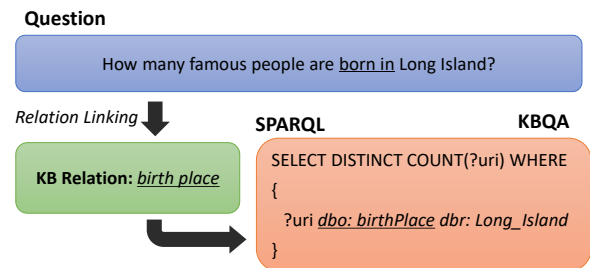 Question
How many famous people are born in Long Island?
Relation Linking
KB Relation: birth place
SPARQL
KBQA
SELECT DISTINCT COUNT(?uri) WHERE
{
?uri dbo: birthPlace dbr: Long_Island
}